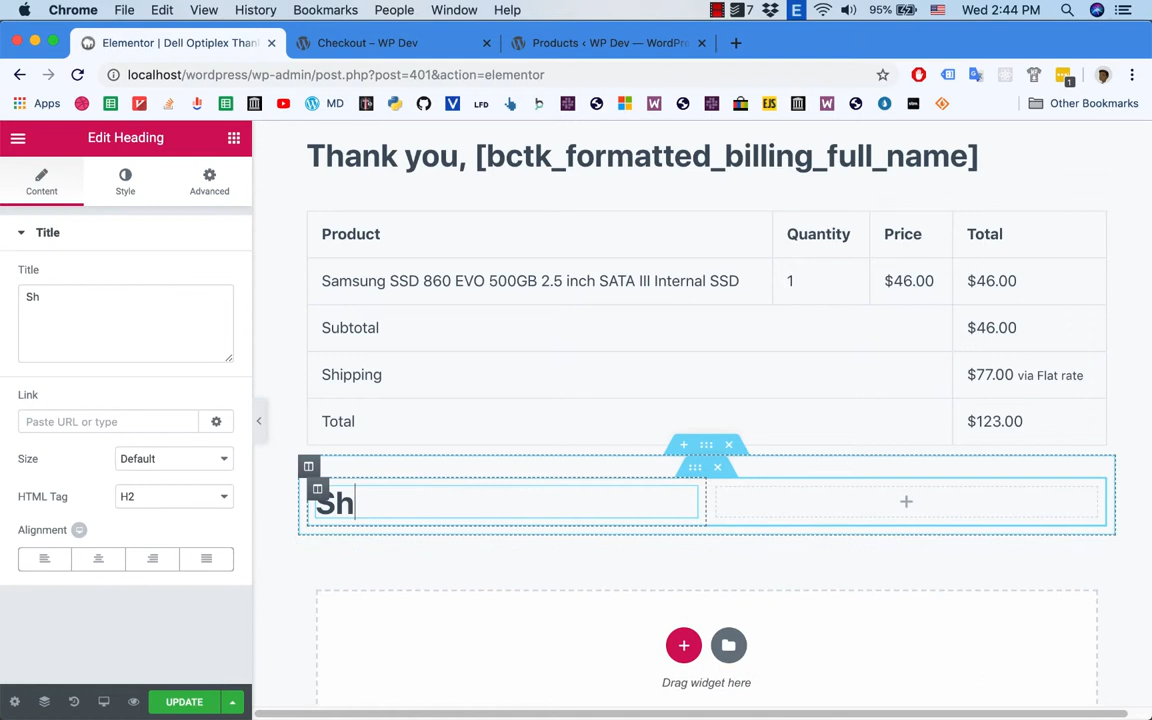 Chrome File Edit View History Bookmarks People Window Help 7 95% Wed 2:44 PM
Elementor | Dell Optiplex Than
Checkout – WP Dev
Products ‹ WP Dev — WordPre
localhost/wordpress/wp-admin/post.php?post=401&action=elementor
Apps MD LFD EJS Other Bookmarks
Edit Heading
Content Style Advanced
Title
Title
Sh
Link
Paste URL or type
Size Default
HTML Tag H2
Alignment
UPDATE
Thank you, [bctk_formatted_billing_full_name]
Product Quantity Price Total
Samsung SSD 860 EVO 500GB 2.5 inch SATA III Internal SSD 1 $46.00 $46.00
Subtotal $46.00
Shipping $77.00 via Flat rate
Total $123.00
Sh
Drag widget here